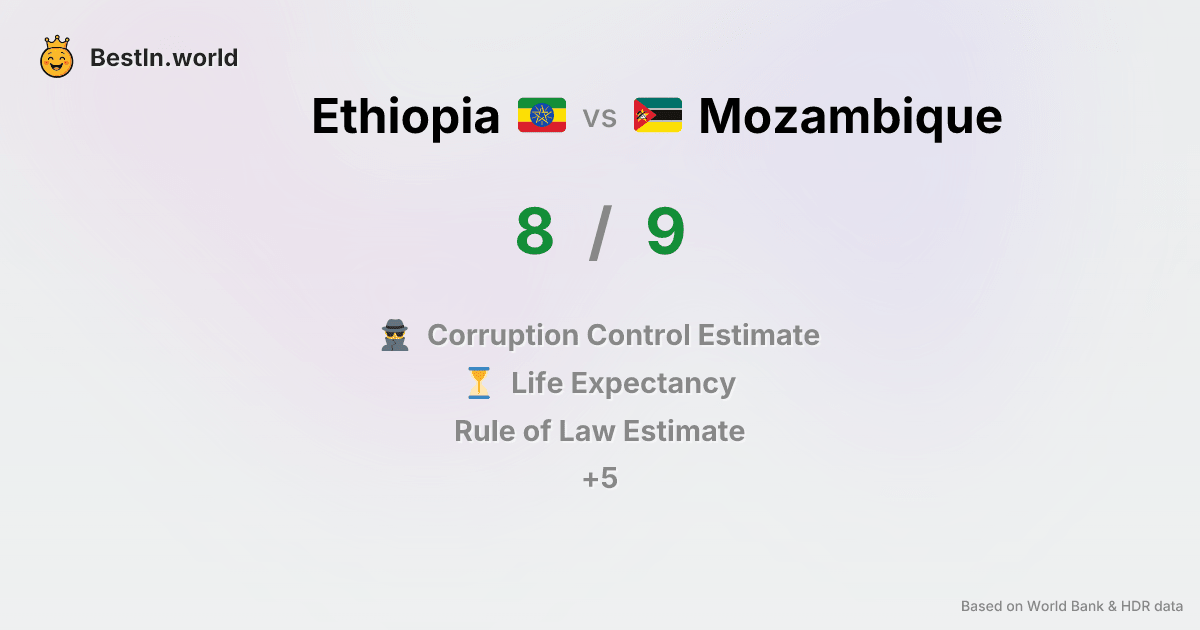 BestIn.world
Ethiopia vs Mozambique
8 / 9
Corruption Control Estimate
Life Expectancy
Rule of Law Estimate
+5
Based on World Bank & HDR data